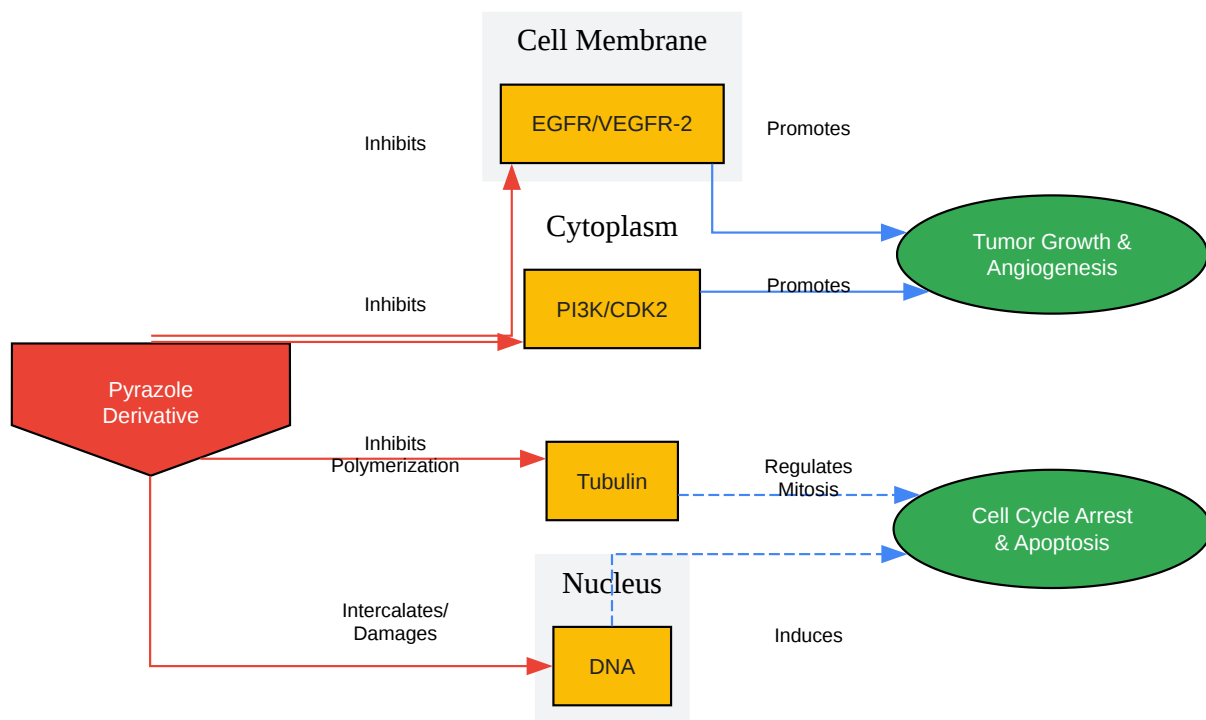 Cell Membrane
EGFR/VEGFR-2
Promotes
Inhibits
Cytoplasm
Tumor Growth &
Angiogenesis
Inhibits
PI3K/CDK2
Promotes
Pyrazole
Derivative
Inhibits
Polymerization
Tubulin
Regulates
Mitosis
Cell Cycle Arrest
& Apoptosis
Nucleus
Intercalates/
Damages
DNA
Induces